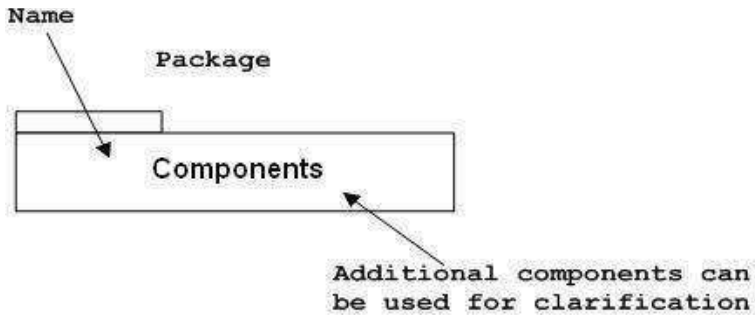 Name
Package
Components
Additional components can
be used for clarification